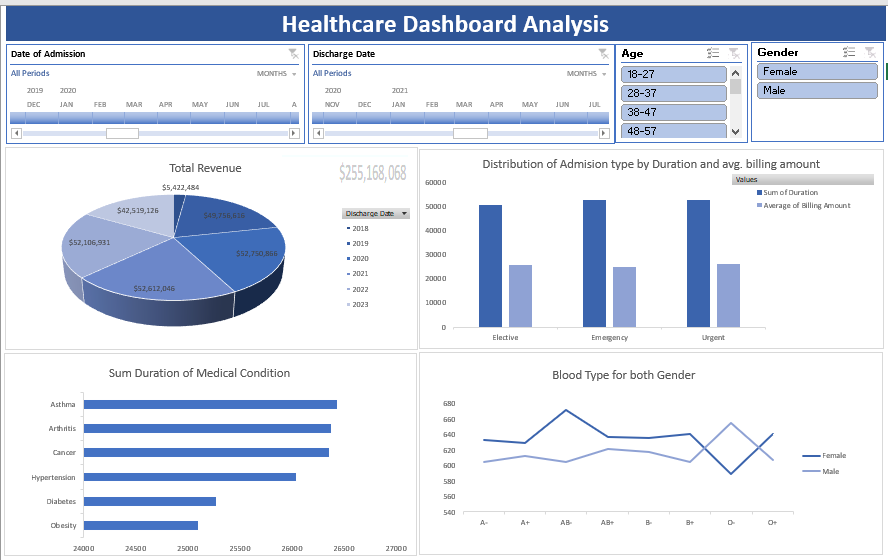 Healthcare Dashboard Analysis
Date of Admission
All Periods
MONTHS
2019 2020
DEC JAN FEB MAR APR MAY JUN JUL A
Discharge Date
All Periods
MONTHS
2020 2021
NOV DEC JAN FEB MAR APR MAY JUN JUL
Age
18-27
28-37
38-47
48-57
Gender
Female
Male
Total Revenue
$255,168,068
$5,422,484
$42,519,126
$52,106,931
$52,750,866
$52,612,046
Discharge Date
2018
2019
2020
2021
2022
2023
Distribution of Admision type by Duration and avg. billing amount
Values
Sum of Duration
Average of Billing Amount
60000
50000
40000
30000
20000
10000
0
Elective Emergency Urgent
Sum Duration of Medical Condition
Asthma
Arthritis
Cancer
Hypertension
Diabetes
Obesity
24000 24500 25000 25500 26000 26500 27000
Blood Type for both Gender
680
660
640
620
600
580
560
540
A- A+ AB- AB+ B- B+ O- O+
Female
Male